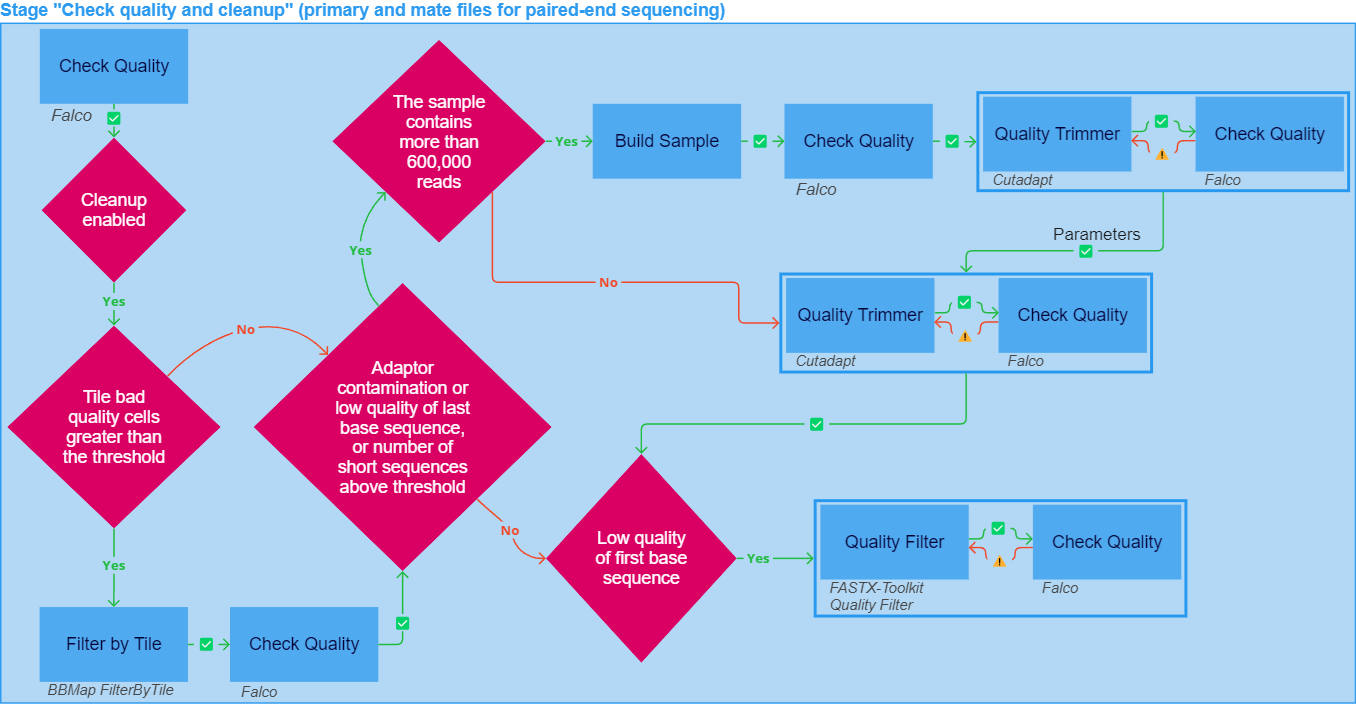 Stage "Check quality and cleanup" (primary and mate files for paired-end sequencing)
Check Quality
Falco
Cleanup
enabled
Yes
Tile bad
quality cells
greater than
the threshold
No
Yes
Filter by Tile
BBMap FilterByTile
Check Quality
Falco
Adaptor
contamination or
low quality of last
base sequence,
or number of
short sequences
above threshold
Yes
No
The sample
contains
more than
600,000
reads
Yes
No
Build Sample
Check Quality
Falco
Quality Trimmer
Cutadapt
Check Quality
Falco
Parameters
Quality Trimmer
Cutadapt
Check Quality
Falco
Low quality
of first base
sequence
Yes
Quality Filter
FASTX-Toolkit
Quality Filter
Check Quality
Falco